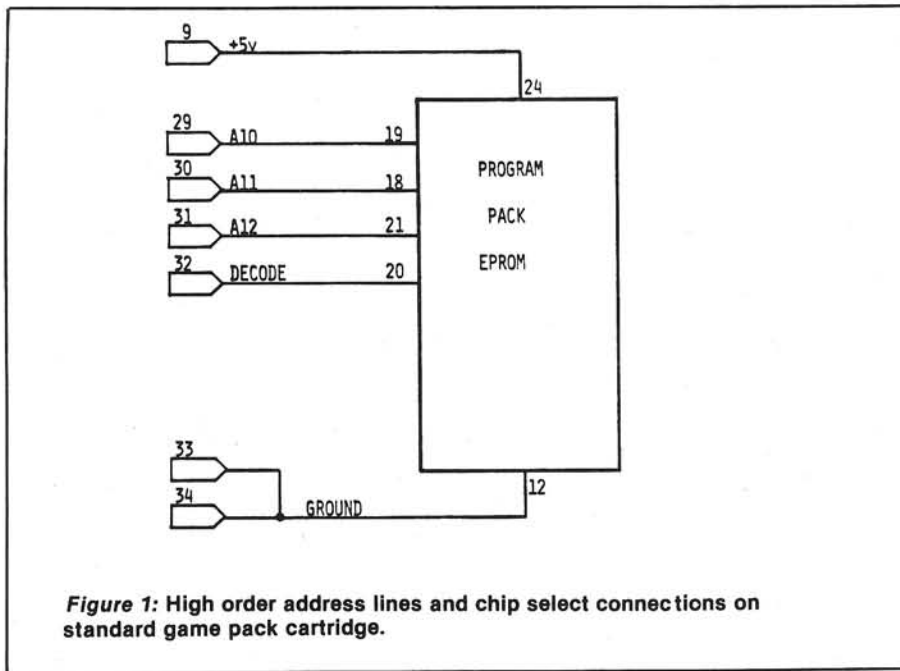 9 +5v
24
29 A10 19
30 A11 18
PROGRAM
31 A12 21
PACK
32 DECODE 20
EPROM
33
34 GROUND
12
Figure 1: High order address lines and chip select connections on
standard game pack cartridge.